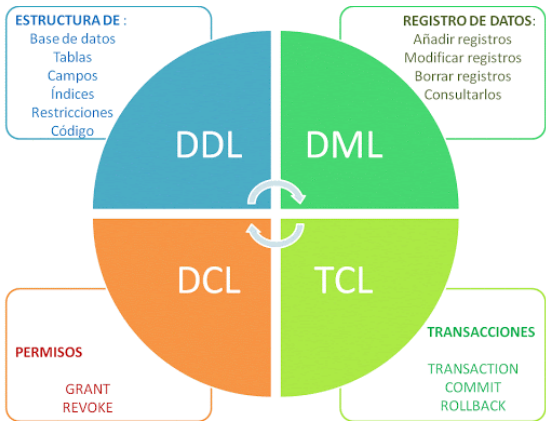 ESTRUCTURA DE :
Base de datos
Tablas
Campos
Índices
Restricciones
Código
DDL
REGISTRO DE DATOS:
Añadir registros
Modificar registros
Borrar registros
Consultarlos
DML
DCL
PERMISOS
GRANT
REVOKE
TCL
TRANSACCIONES
TRANSACTION
COMMIT
ROLLBACK